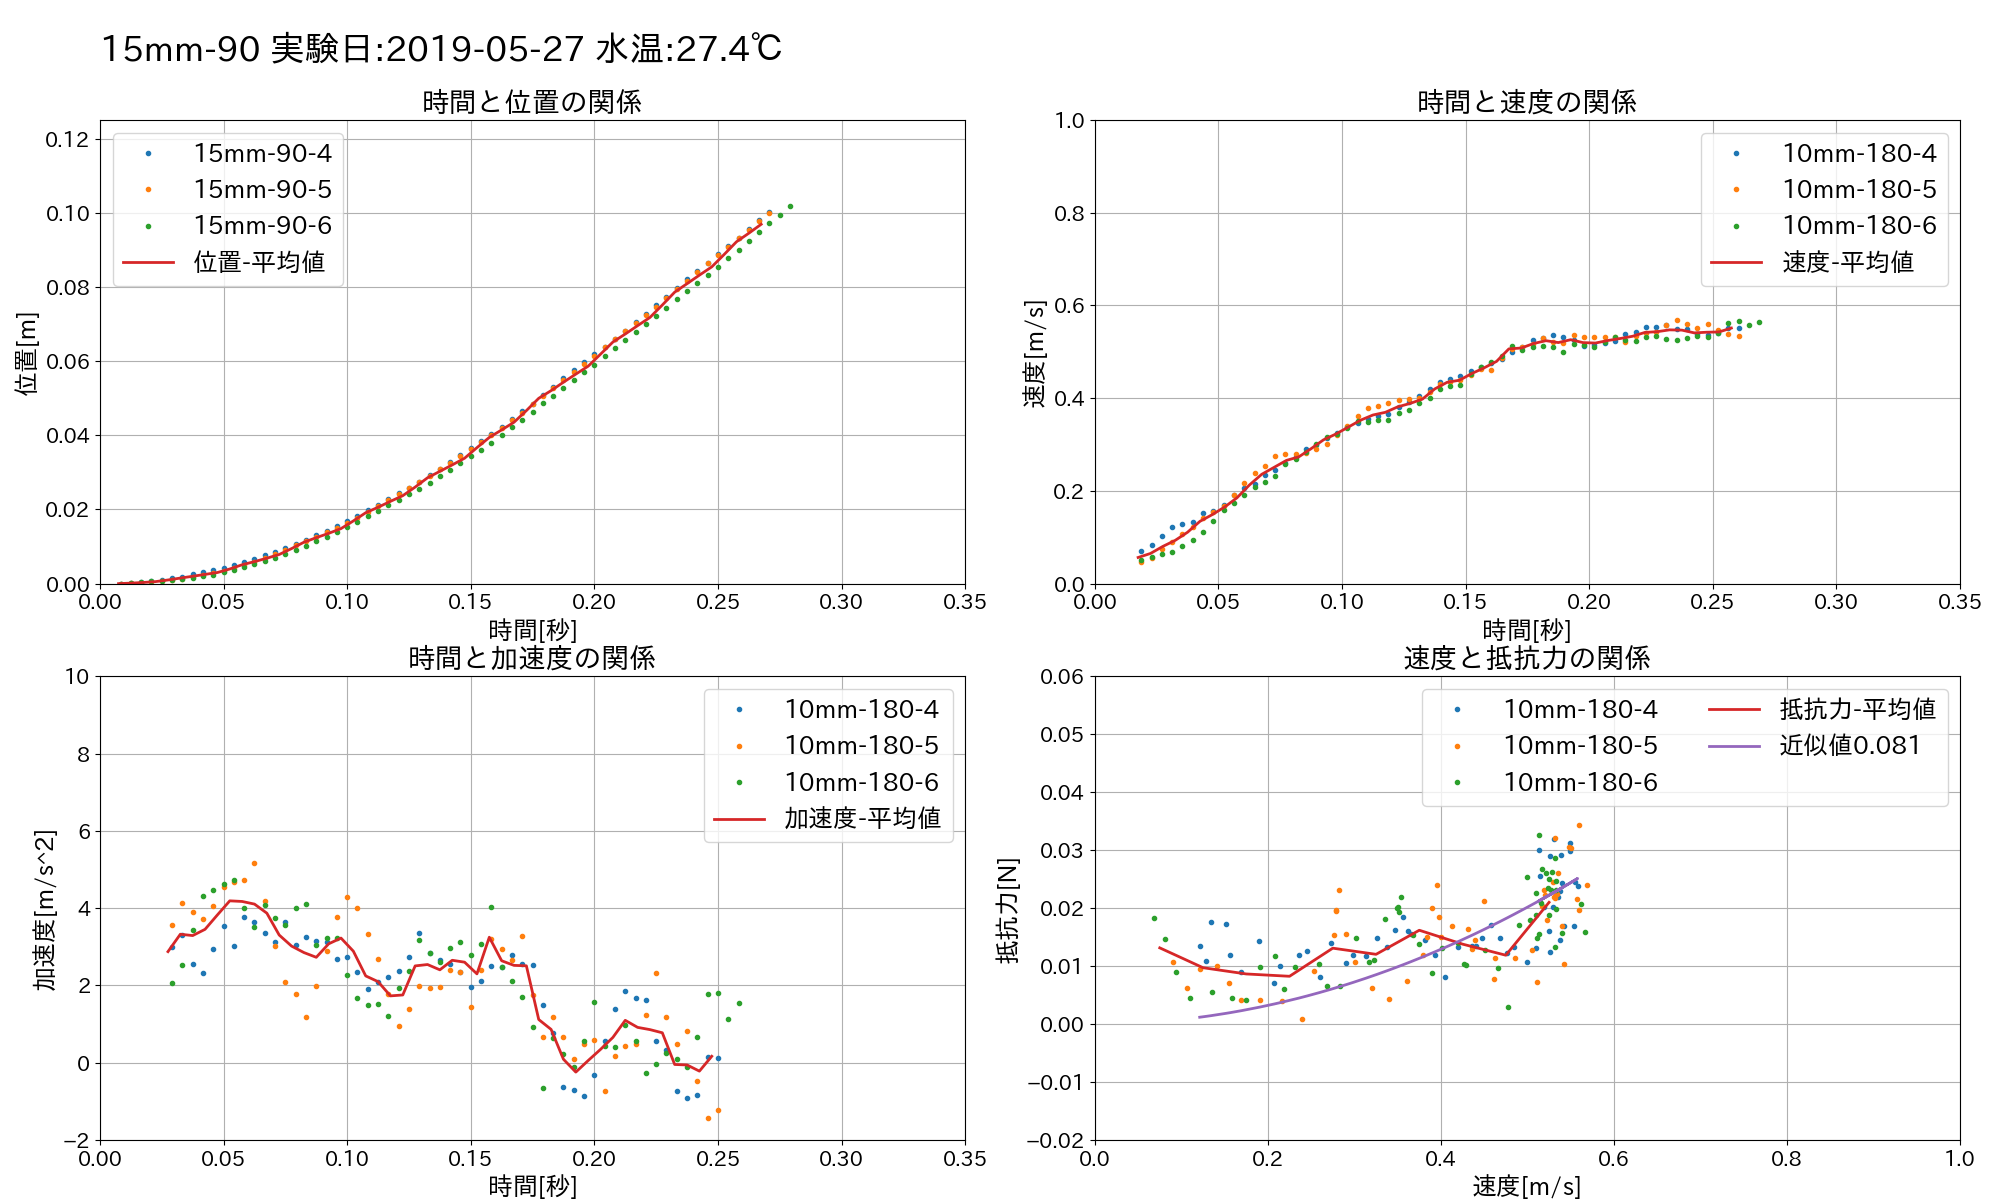 15mm-90 実験日:2019-05-27 水温:27.4℃
時間と位置の関係
0.12
0.10
0.08
0.06
0.04
0.02
0.00
位置[m]
15mm-90-4
15mm-90-5
15mm-90-6
位置-平均値
0.00 0.05 0.10 0.15 0.20 0.25 0.30 0.35
時間[秒]
時間と速度の関係
1.0
0.8
0.6
0.4
0.2
0.0
速度[m/s]
10mm-180-4
10mm-180-5
10mm-180-6
速度-平均値
0.00 0.05 0.10 0.15 0.20 0.25 0.30 0.35
時間[秒]
時間と加速度の関係
10
8
6
4
2
0
−2
加速度[m/s^2]
10mm-180-4
10mm-180-5
10mm-180-6
加速度-平均値
0.00 0.05 0.10 0.15 0.20 0.25 0.30 0.35
時間[秒]
速度と抵抗力の関係
0.06
0.05
0.04
0.03
0.02
0.01
0.00
−0.01
−0.02
抵抗力[N]
10mm-180-4
10mm-180-5
10mm-180-6
抵抗力-平均値
近似値0.081
0.0 0.2 0.4 0.6 0.8 1.0
速度[m/s]